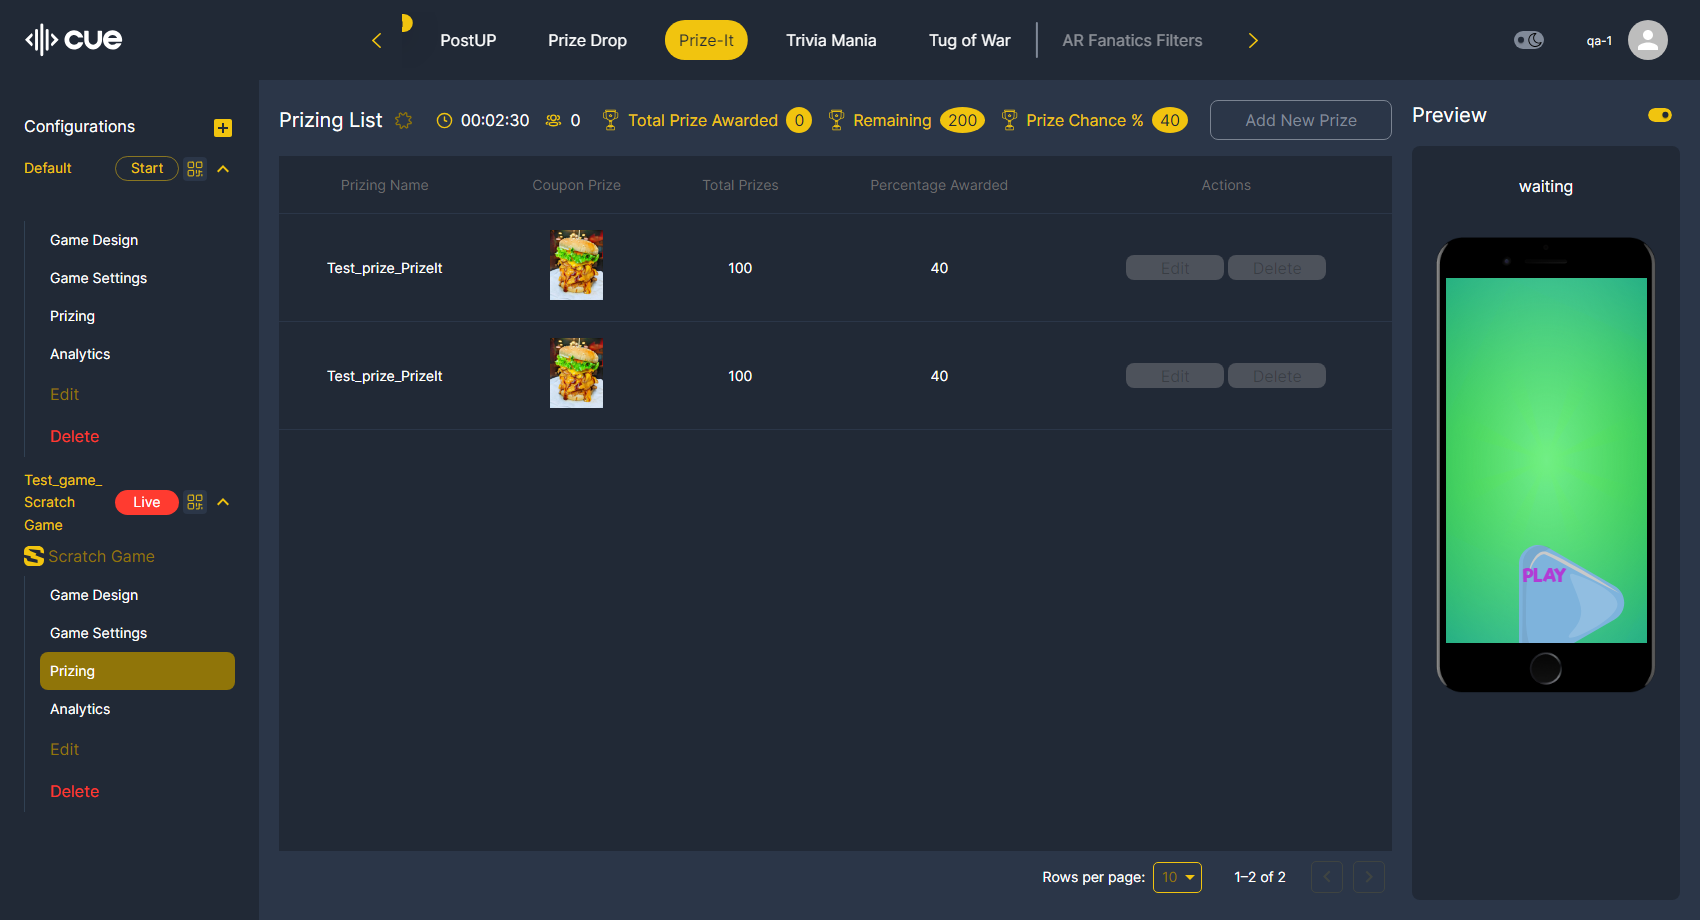 cue
PostUP
Prize Drop
Prize-It
Trivia Mania
Tug of War
AR Fanatics Filters
qa-1
Configurations
Default
Start
Game Design
Game Settings
Prizing
Analytics
Edit
Delete
Test_game_
Scratch
Game
Live
Scratch Game
Game Design
Game Settings
Prizing
Analytics
Edit
Delete
Prizing List
00:02:30
0
Total Prize Awarded 0
Remaining 200
Prize Chance % 40
Add New Prize
Prizing Name Coupon Prize Total Prizes Percentage Awarded Actions
Test_prize_PrizeIt 100 40 Edit Delete
Test_prize_PrizeIt 100 40 Edit Delete
Rows per page: 10 1–2 of 2
Preview
waiting
PLAY